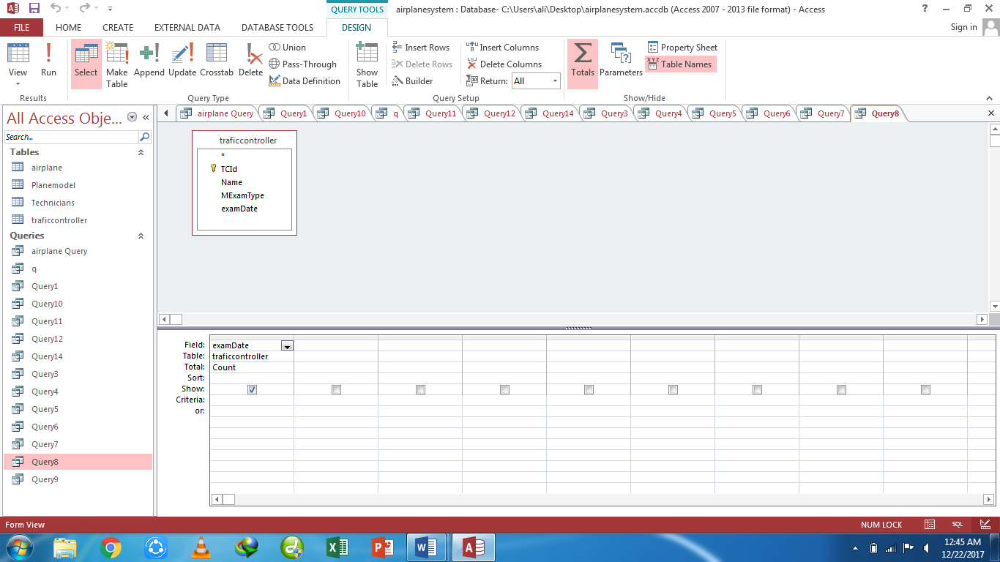 QUERY TOOLS
airplanesystem : Database- C:\Users\ali\Desktop\airplanesystem.accdb (Access 2007 - 2013 file format) - Access
FILE HOME CREATE EXTERNAL DATA DATABASE TOOLS DESIGN Sign in
View
Run
Results
Select
Make Table
Append
Update
Crosstab
Delete
Union
Pass-Through
Data Definition
Query Type
Show Table
Insert Rows
Delete Rows
Builder
Insert Columns
Delete Columns
Return: All
Query Setup
Totals
Parameters
Property Sheet
XYZ Table Names
Show/Hide
All Access Obje...
Search...
Tables
airplane
Planemodel
Technicians
traficcontroller
Queries
airplane Query
q
Query1
Query10
Query11
Query12
Query14
Query3
Query4
Query5
Query6
Query7
Query8
Query9
airplane Query Query1 Query10 q Query11 Query12 Query14 Query3 Query4 Query5 Query6 Query7 Query8
traficcontroller
*
TCId
Name
MExamType
examDate
Field: examDate
Table: traficcontroller
Total: Count
Sort:
Show:
Criteria:
or:
Form View
NUM LOCK
SQL
12:45 AM
12/22/2017